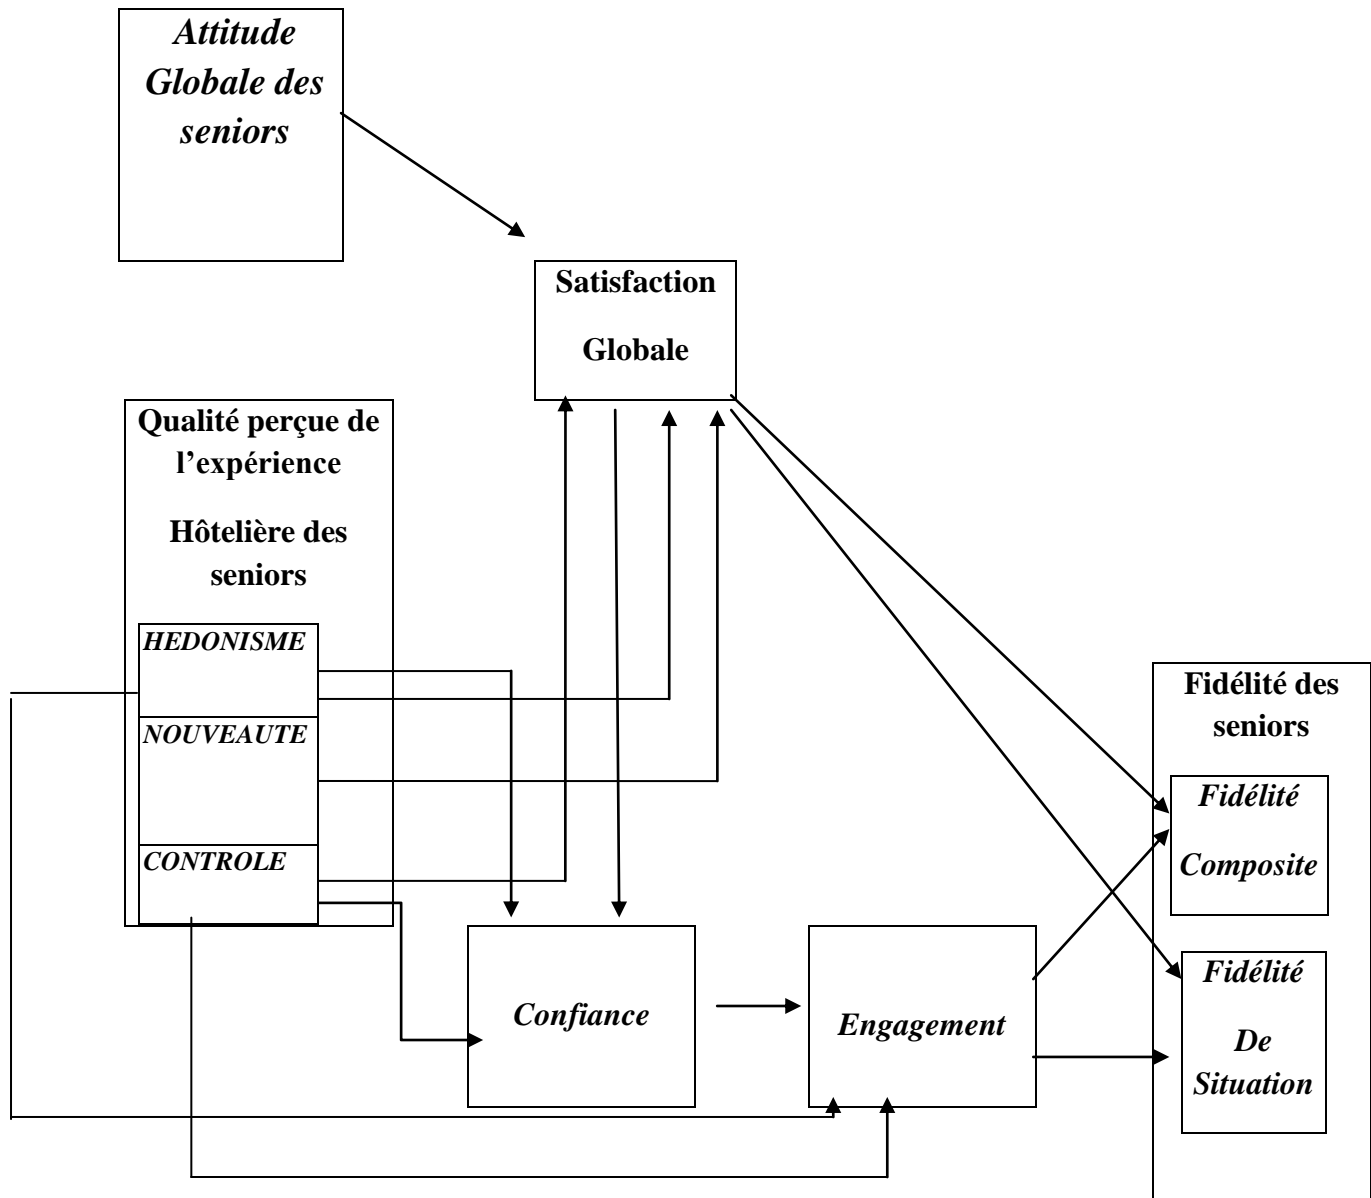 Attitude
Globale des
seniors
Satisfaction
Globale
Qualité perçue de
l’expérience
Hôtelière des
seniors
HEDONISME
NOUVEAUTE
CONTROLE
Confiance
Engagement
Fidélité des
seniors
Fidélité
Composite
Fidélité
De
Situation